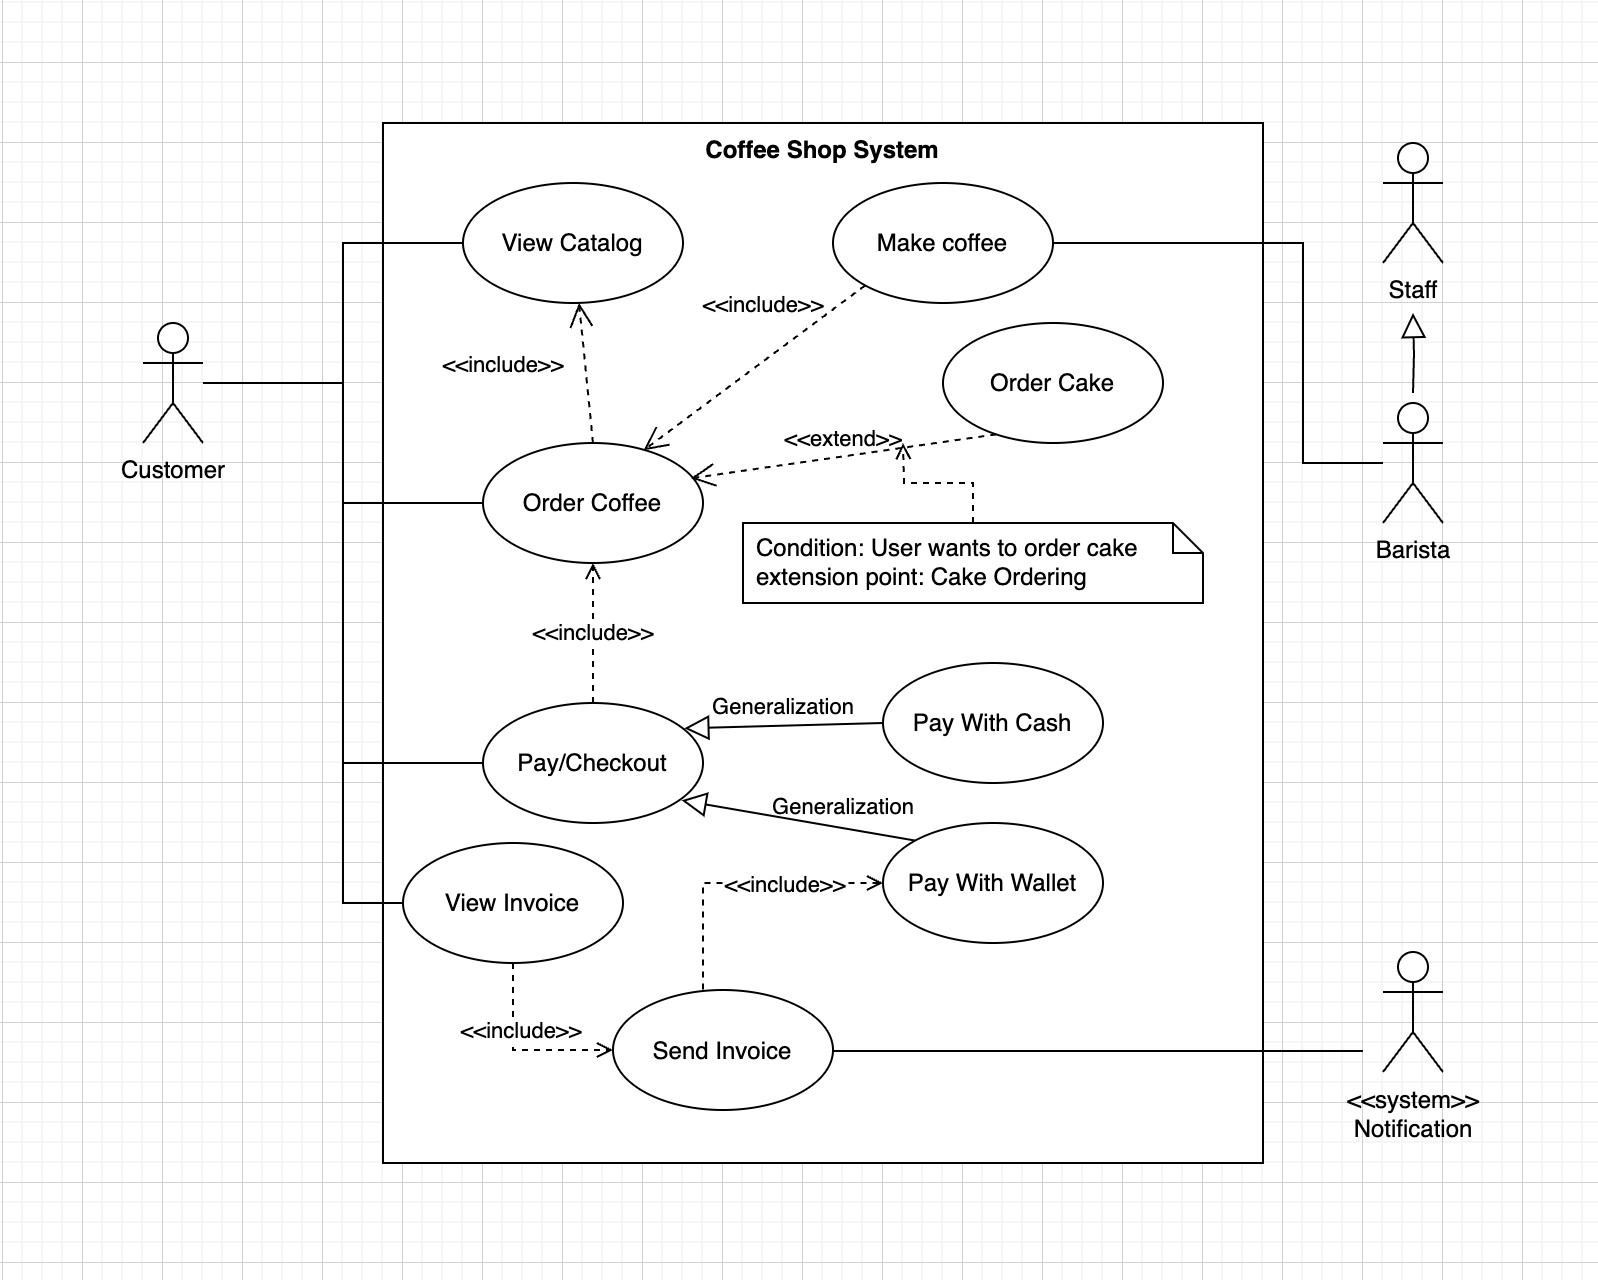 Coffee Shop System
View Catalog
Make coffee
<<include>>
<<include>>
Order Cake
<<extend>>
Order Coffee
Condition: User wants to order cake
extension point: Cake Ordering
<<include>>
Generalization
Pay With Cash
Pay/Checkout
Generalization
<<include>>
Pay With Wallet
View Invoice
<<include>>
Send Invoice
Customer
Staff
Barista
<<system>>
Notification